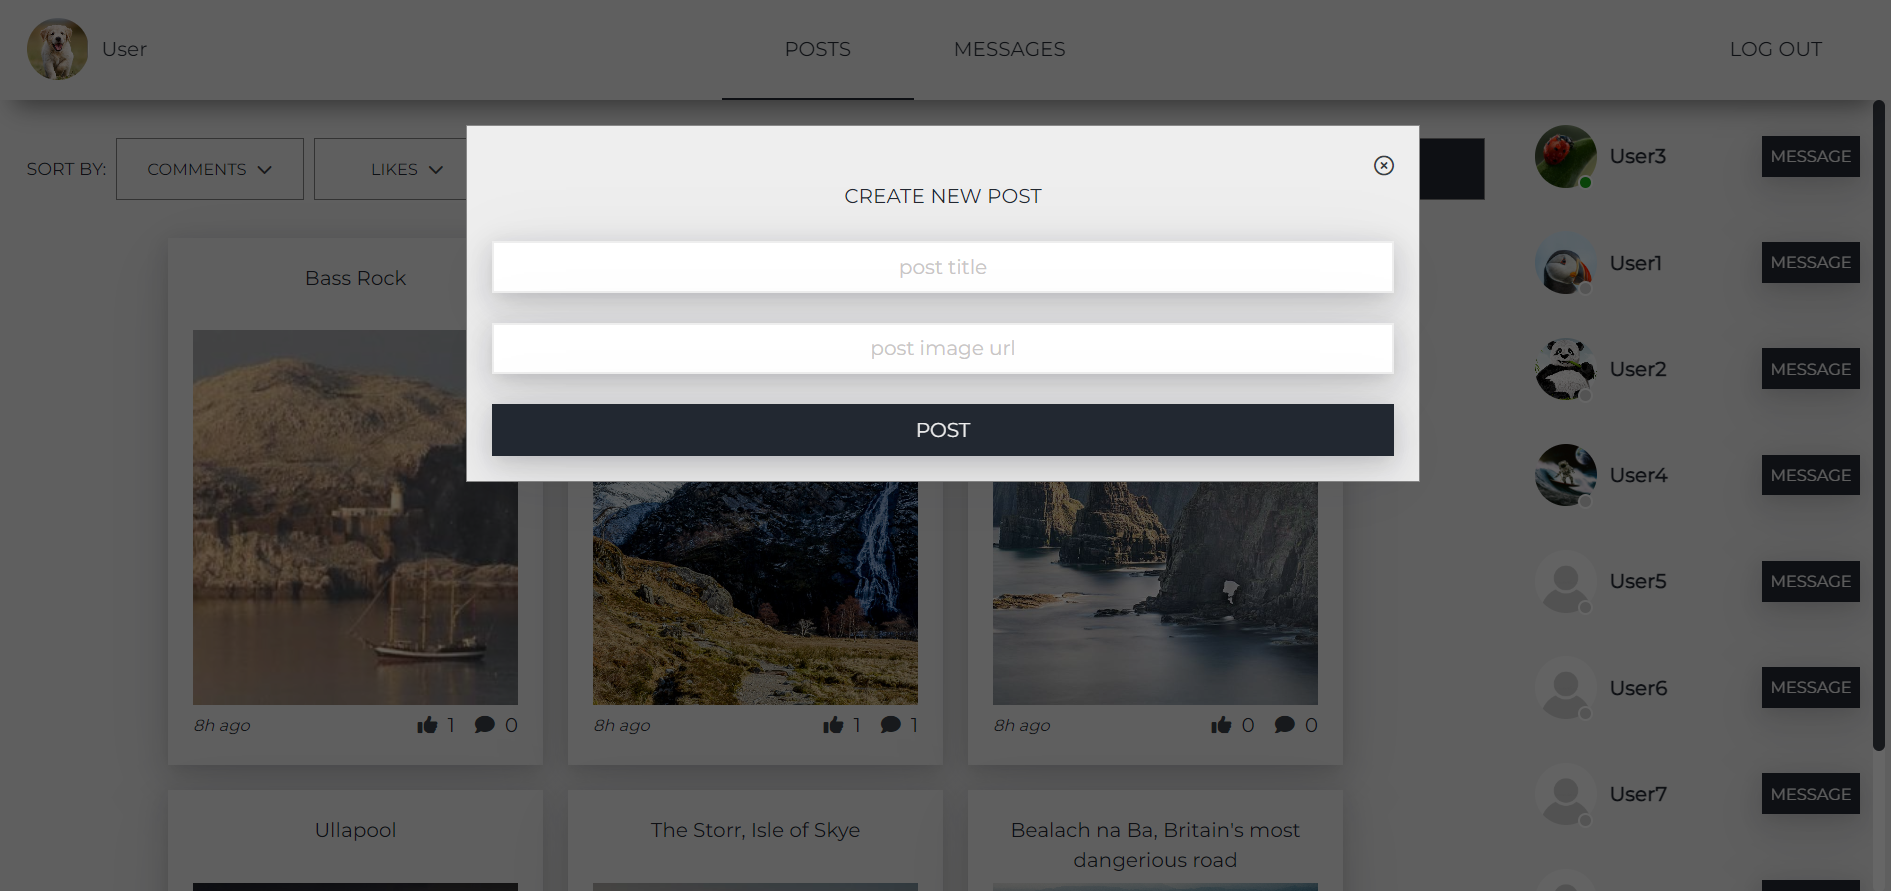 User
POSTS
MESSAGES
LOG OUT
SORT BY:
COMMENTS
LIKES
CREATE NEW POST
post title
post image url
POST
Bass Rock
8h ago
1
0
8h ago
1
1
8h ago
0
0
Ullapool
The Storr, Isle of Skye
Bealach na Ba, Britain's most
dangerious road
User3
MESSAGE
User1
MESSAGE
User2
MESSAGE
User4
MESSAGE
User5
MESSAGE
User6
MESSAGE
User7
MESSAGE